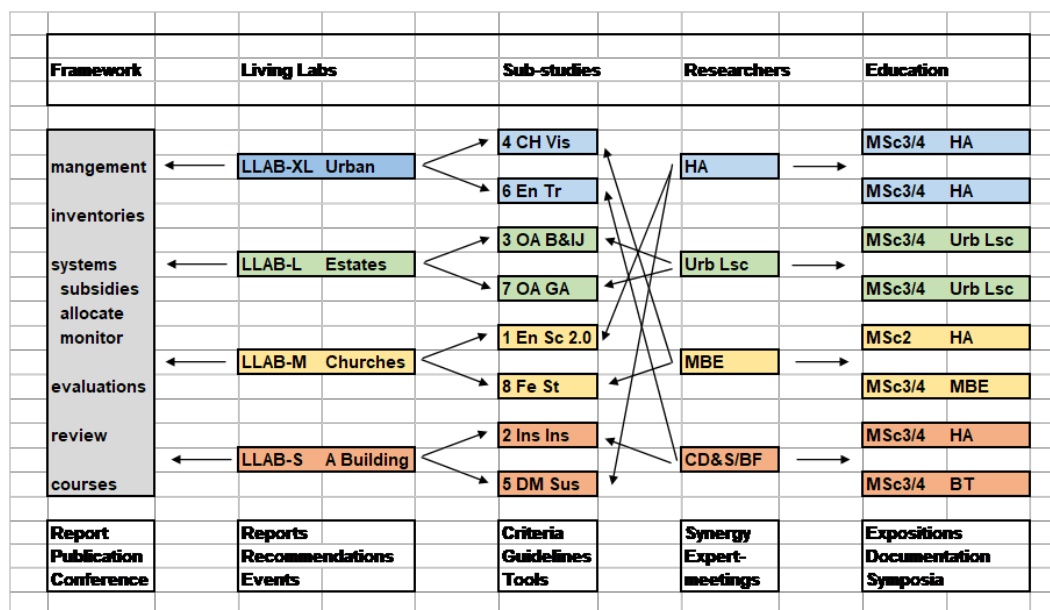 Framework Living Labs Sub-studies Researchers Education
4 CH Vis MSc3/4 HA
mangement LLAB-XL Urban HA
6 En Tr MSc3/4 HA
inventories
3 OA B&IJ MSc3/4 Urb Lsc
systems LLAB-L Estates Urb Lsc
subsidies 7 OA GA MSc3/4 Urb Lsc
allocate
monitor 1 En Sc 2.0 MSc2 HA
LLAB-M Churches MBE
evaluations 8 Fe St MSc3/4 MBE
review 2 Ins Ins MSc3/4 HA
LLAB-S A Building CD&S/BF
courses 5 DM Sus MSc3/4 BT
Report Reports Criteria Synergy Expositions
Publication Recommendations Guidelines Expert- Documentation
Conference Events Tools meetings Symposia